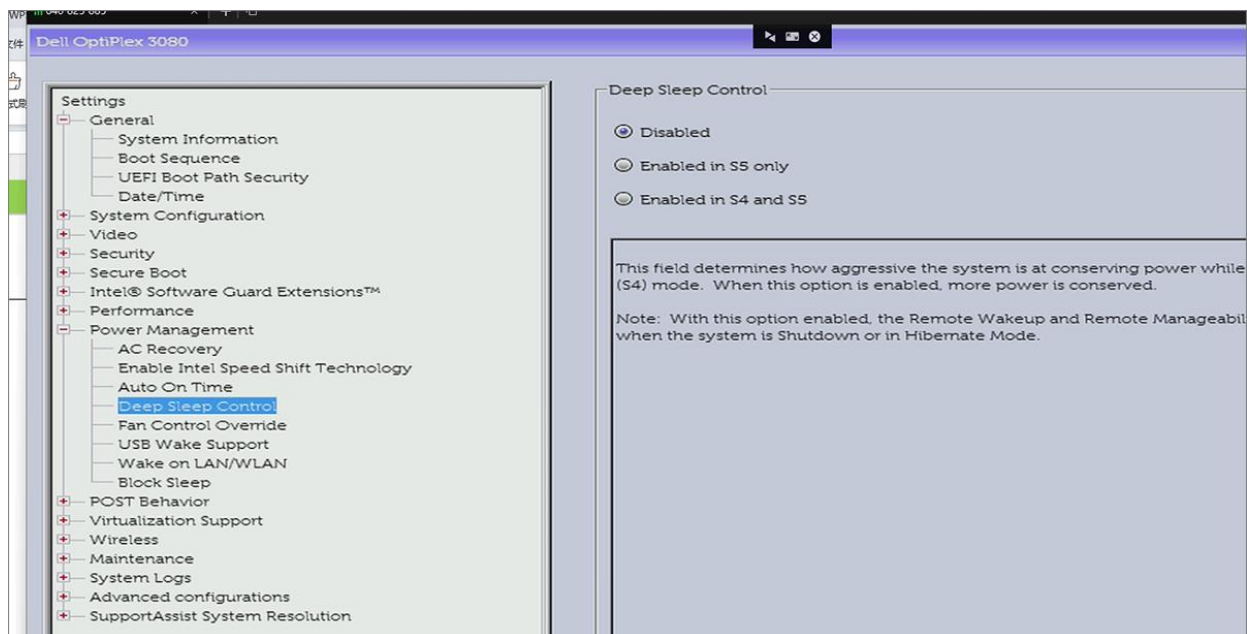 文件
Dell OptiPlex 3080
Settings
General
System Information
Boot Sequence
UEFI Boot Path Security
Date/Time
System Configuration
Video
Security
Secure Boot
Intel® Software Guard Extensions™
Performance
Power Management
AC Recovery
Enable Intel Speed Shift Technology
Auto On Time
Deep Sleep Control
Fan Control Override
USB Wake Support
Wake on LAN/WLAN
Block Sleep
POST Behavior
Virtualization Support
Wireless
Maintenance
System Logs
Advanced configurations
SupportAssist System Resolution
Deep Sleep Control
Disabled
Enabled in S5 only
Enabled in S4 and S5
This field determines how aggressive the system is at conserving power while
(S4) mode. When this option is enabled, more power is conserved.
Note: With this option enabled, the Remote Wakeup and Remote Manageabil
when the system is Shutdown or in Hibernate Mode.